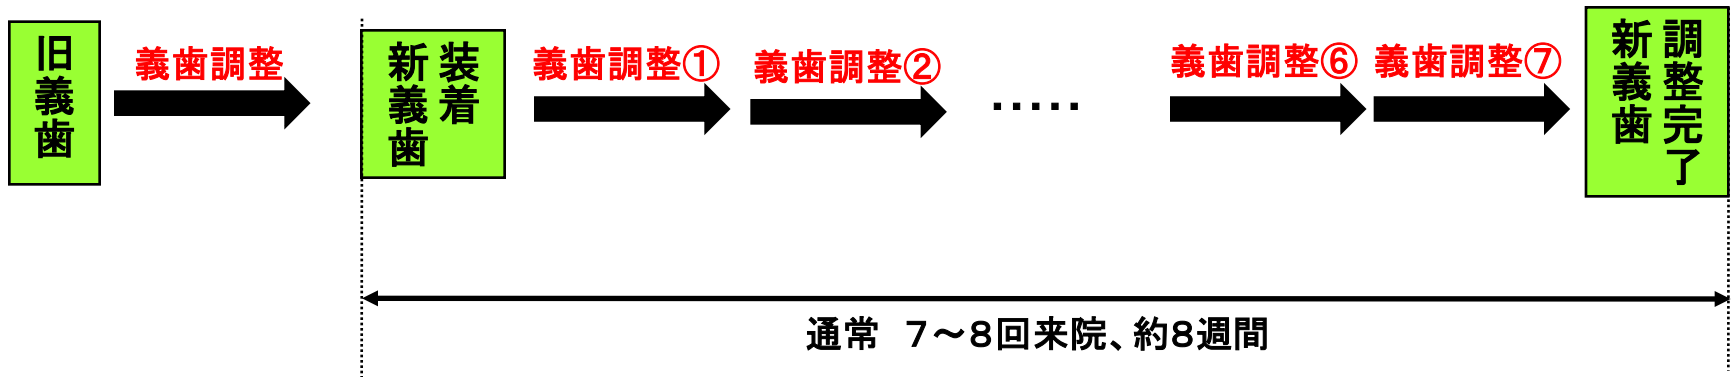 旧義歯
義歯調整
装着
新義歯
義歯調整①
義歯調整②
・・・・・
義歯調整⑥
義歯調整⑦
調整完了
新義歯
通常　７～８回来院、約８週間